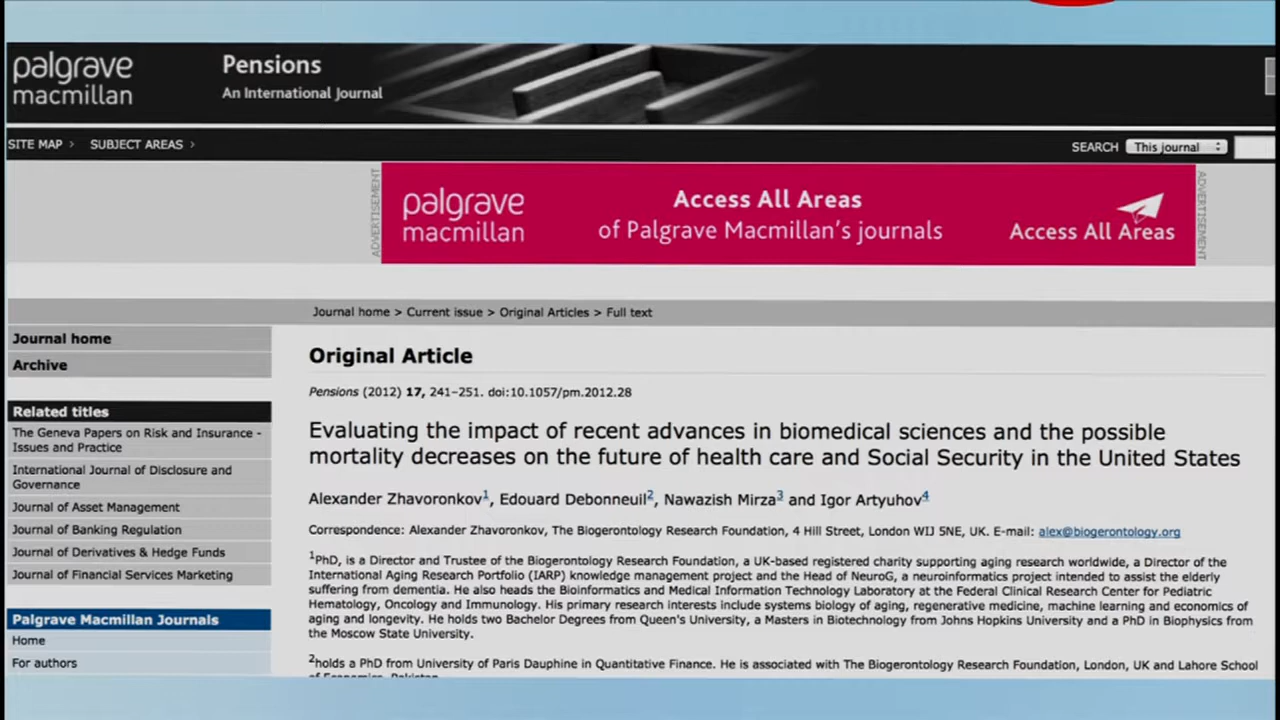 palgrave
macmillan
Pensions
An International Journal
SITE MAP
SUBJECT AREAS
SEARCH
This journal
ADVERTISEMENT
palgrave
macmillan
Access All Areas
of Palgrave Macmillan's journals
Access All Areas
ADVERTISEMENT
Journal home > Current issue > Original Articles > Full text
Journal home
Archive
Related titles
The Geneva Papers on Risk and Insurance -
Issues and Practice
International Journal of Disclosure and
Governance
Journal of Asset Management
Journal of Banking Regulation
Journal of Derivatives & Hedge Funds
Journal of Financial Services Marketing
Palgrave Macmillan Journals
Home
For authors
Original Article
Pensions (2012) 17, 241–251. doi:10.1057/pm.2012.28
Evaluating the impact of recent advances in biomedical sciences and the possible
mortality decreases on the future of health care and Social Security in the United States
Alexander Zhavoronkov1, Edouard Debonneuil2, Nawazish Mirza3 and Igor Artyuhov4
Correspondence: Alexander Zhavoronkov, The Biogerontology Research Foundation, 4 Hill Street, London W1J 5NE, UK. E-mail: alex@biogerontology.org
1PhD, is a Director and Trustee of the Biogerontology Research Foundation, a UK-based registered charity supporting aging research worldwide, a Director of the
International Aging Research Portfolio (IARP) knowledge management project and the Head of NeuroG, a neuroinformatics project intended to assist the elderly
suffering from dementia. He also heads the Bioinformatics and Medical Information Technology Laboratory at the Federal Clinical Research Center for Pediatric
Hematology, Oncology and Immunology. His primary research interests include systems biology of aging, regenerative medicine, machine learning and economics of
aging and longevity. He holds two Bachelor Degrees from Queen's University, a Masters in Biotechnology from Johns Hopkins University and a PhD in Biophysics from
the Moscow State University.
2holds a PhD from University of Paris Dauphine in Quantitative Finance. He is associated with The Biogerontology Research Foundation, London, UK and Lahore School
of Economics, Pakistan